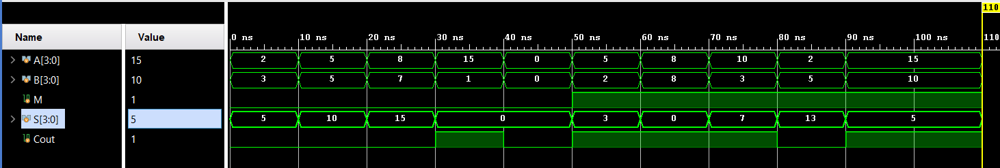 110
Name Value 0 ns 10 ns 20 ns 30 ns 40 ns 50 ns 60 ns 70 ns 80 ns 90 ns 100 ns 110
A[3:0] 15 2 5 8 15 0 5 8 10 2 15
B[3:0] 10 3 5 7 1 0 2 8 3 5 10
M 1
S[3:0] 5 5 10 15 0 3 0 7 13 5
Cout 1